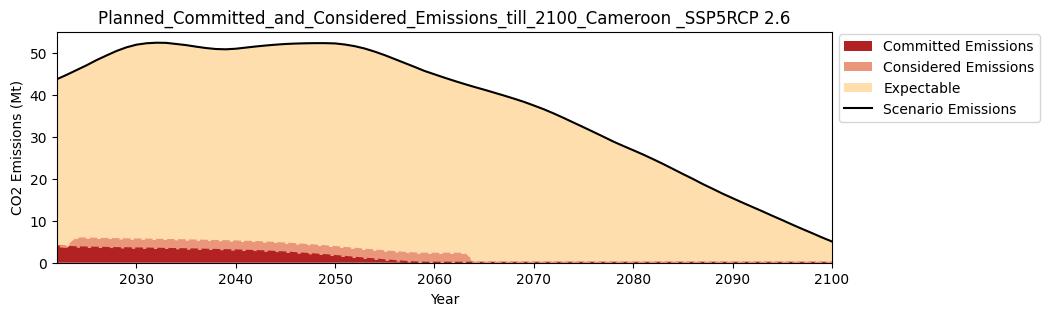 Planned_Committed_and_Considered_Emissions_till_2100_Cameroon _SSP5RCP 2.6
CO2 Emissions (Mt)
50
40
30
20
10
0
2030 2040 2050 2060 2070 2080 2090 2100
Year
Committed Emissions
Considered Emissions
Expectable
Scenario Emissions